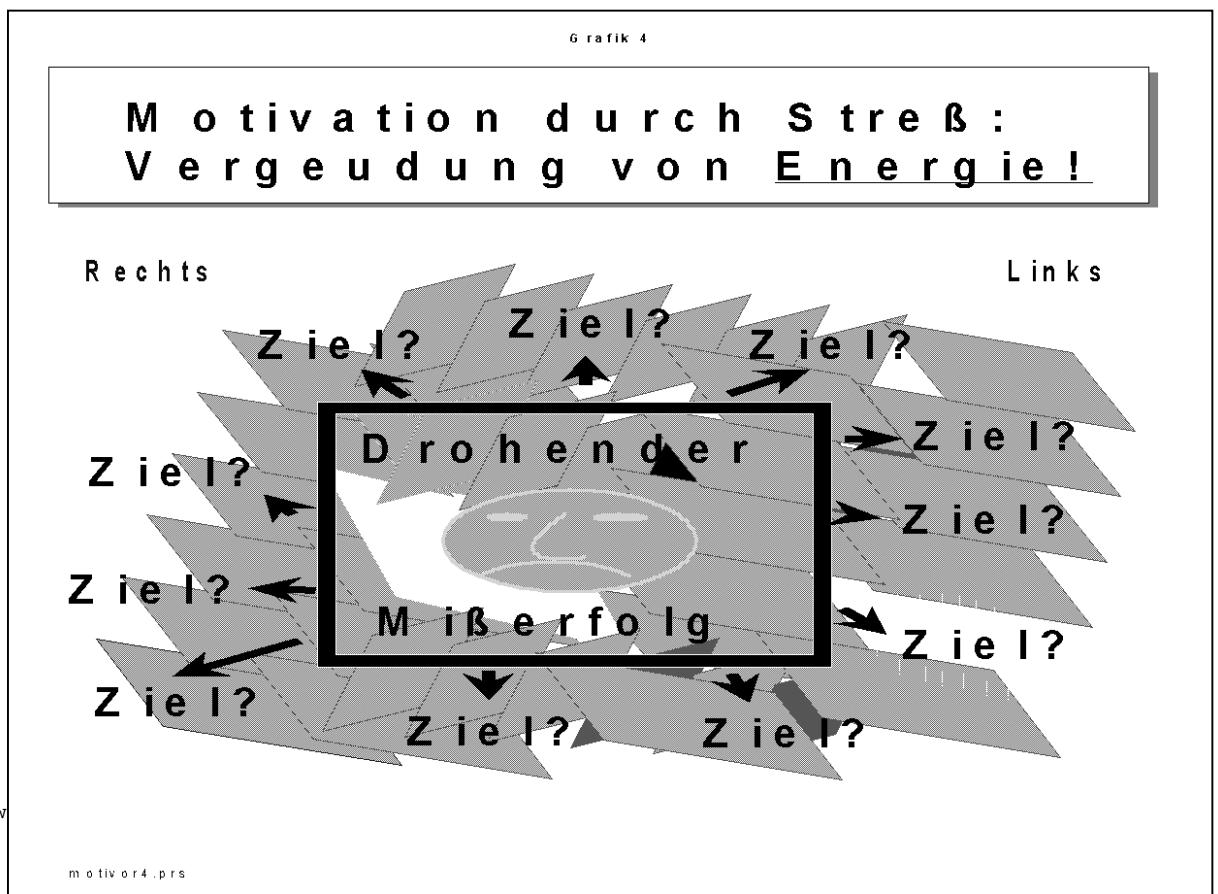 Grafik 4
Motivation durch Streß:
Vergeudung von Energie!
Rechts
Links
Ziel?
Ziel?
Ziel?
Ziel?
Drohender
Ziel?
Ziel?
Ziel?
Mißerfolg
Ziel?
Ziel?
Ziel?
Ziel?
motivor4.prs